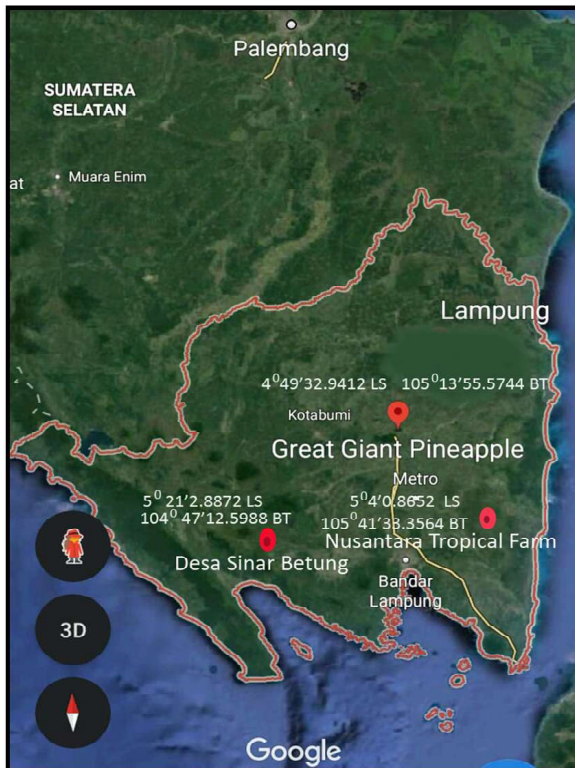 Palembang
SUMATERA
SELATAN
at
Muara Enim
Lampung
4⁰49'32.9412 LS 105⁰13'55.5744 BT
Kotabumi
Great Giant Pineapple
Metro
5⁰ 21'2.8872 LS
104⁰ 47'12.5988 BT
5⁰4'0.8652 LS
105⁰41'33.3564 BT
Nusantara Tropical Farm
Desa Sinar Betung
Bandar
Lampung
3D
Google